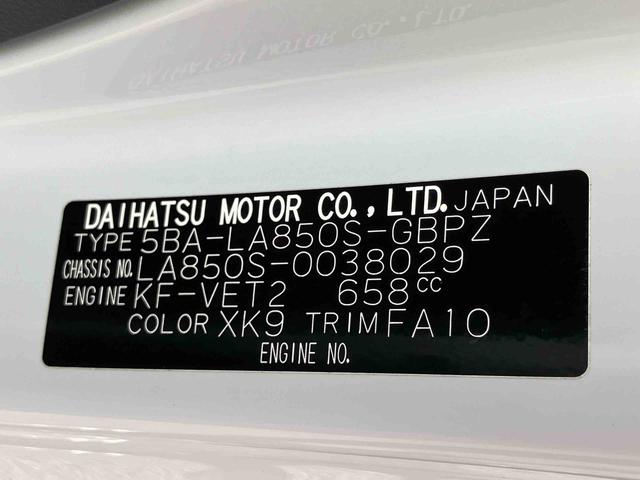 DAIHATSU MOTOR CO., LTD. JAPAN
TYPE 5BA-LA850S-GBPZ
CHASSIS NO. LA850S-0038029
ENGINE KF-VET2 658cc
COLOR XK9 TRIM FA10
ENGINE NO.